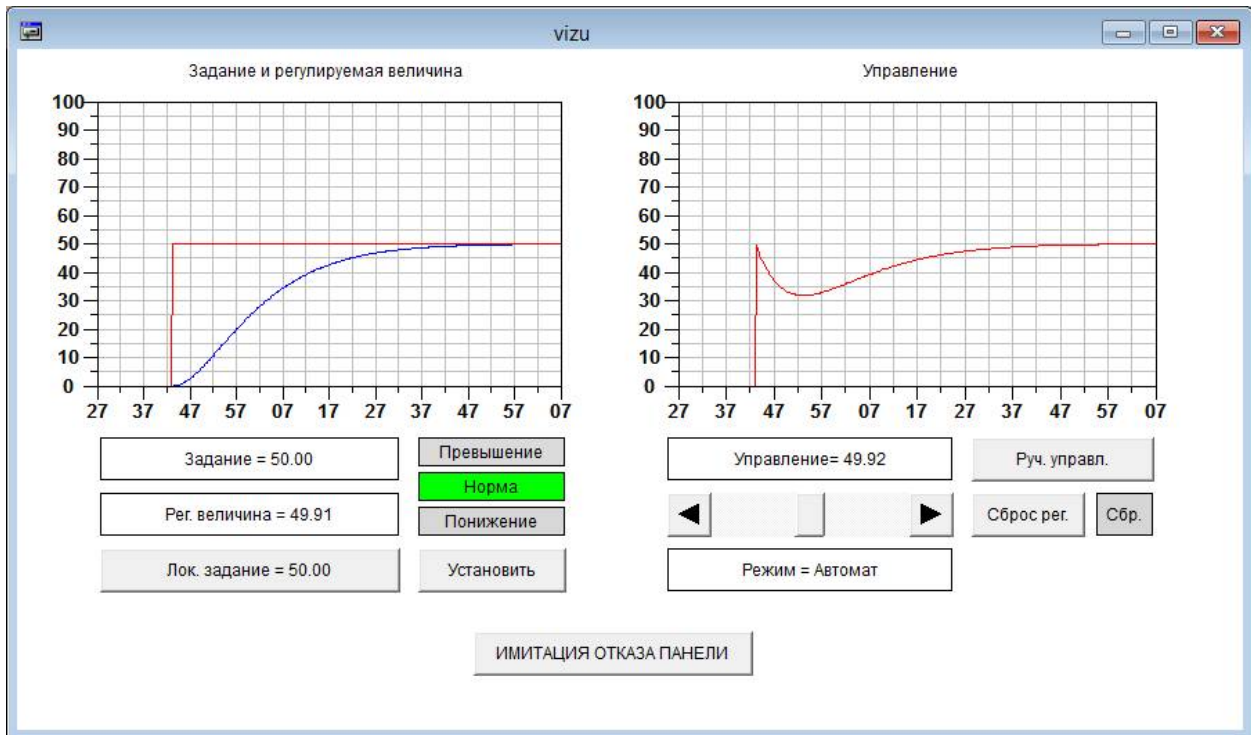 vizu
Задание и регулируемая величина
100
90
80
70
60
50
40
30
20
10
0
27 37 47 57 07 17 27 37 47 57 07
Управление
100
90
80
70
60
50
40
30
20
10
0
27 37 47 57 07 17 27 37 47 57 07
Задание = 50.00
Превышение
Норма
Рег. величина = 49.91
Понижение
Лок. задание = 50.00
Установить
Управление= 49.92
Руч. управл.
Сброс рег.
Сбр.
Режим = Автомат
ИМИТАЦИЯ ОТКАЗА ПАНЕЛИ